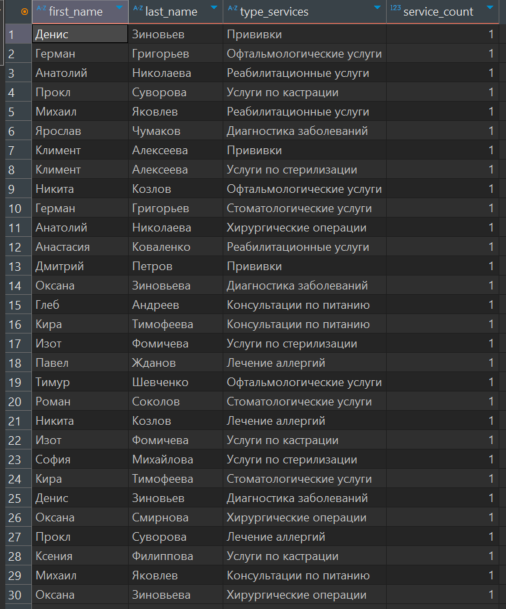 A-Z first_name A-Z last_name A-Z type_services 123 service_count
1 Денис Зиновьев Прививки 1
2 Герман Григорьев Офтальмологические услуги 1
3 Анатолий Николаева Реабилитационные услуги 1
4 Прокл Суворова Услуги по кастрации 1
5 Михаил Яковлев Реабилитационные услуги 1
6 Ярослав Чумаков Диагностика заболеваний 1
7 Климент Алексеева Прививки 1
8 Климент Алексеева Услуги по стерилизации 1
9 Никита Козлов Офтальмологические услуги 1
10 Герман Григорьев Стоматологические услуги 1
11 Анатолий Николаева Хирургические операции 1
12 Анастасия Коваленко Реабилитационные услуги 1
13 Дмитрий Петров Прививки 1
14 Оксана Зиновьева Диагностика заболеваний 1
15 Глеб Андреев Консультации по питанию 1
16 Кира Тимофеева Консультации по питанию 1
17 Изот Фомичева Услуги по стерилизации 1
18 Павел Жданов Лечение аллергий 1
19 Тимур Шевченко Офтальмологические услуги 1
20 Роман Соколов Стоматологические услуги 1
21 Никита Козлов Лечение аллергий 1
22 Изот Фомичева Услуги по кастрации 1
23 София Михайлова Услуги по стерилизации 1
24 Кира Тимофеева Стоматологические услуги 1
25 Денис Зиновьев Диагностика заболеваний 1
26 Оксана Смирнова Хирургические операции 1
27 Прокл Суворова Лечение аллергий 1
28 Ксения Филиппова Услуги по кастрации 1
29 Михаил Яковлев Консультации по питанию 1
30 Оксана Зиновьева Хирургические операции 1